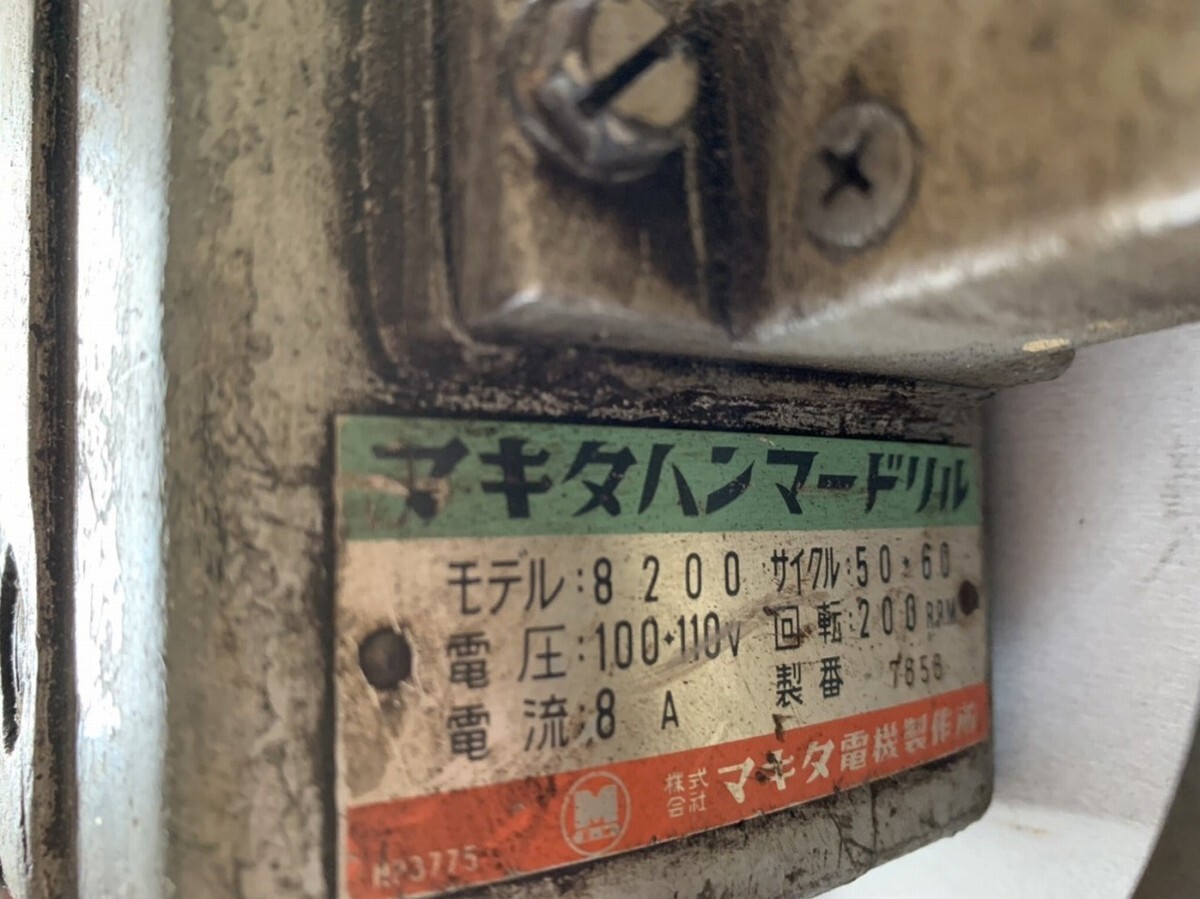 マキタハンマードリル
モデル:8200 サイクル:50・60
電圧:100・110V 回転:200 R.P.M
電流:8 A 製番 7858
株式会社 マキタ電機製作所